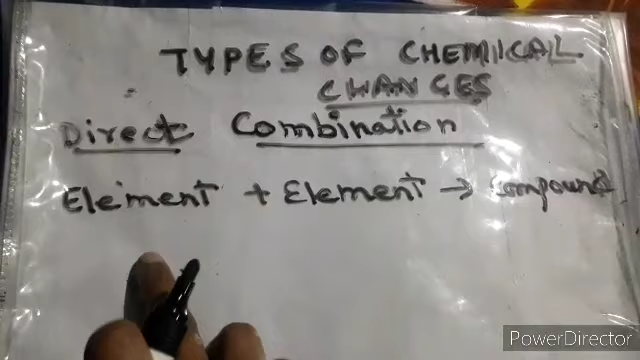 TYPES OF CHEMICAL
CHANGES
Direct Combination
Element + Element → Compound
PowerDirector